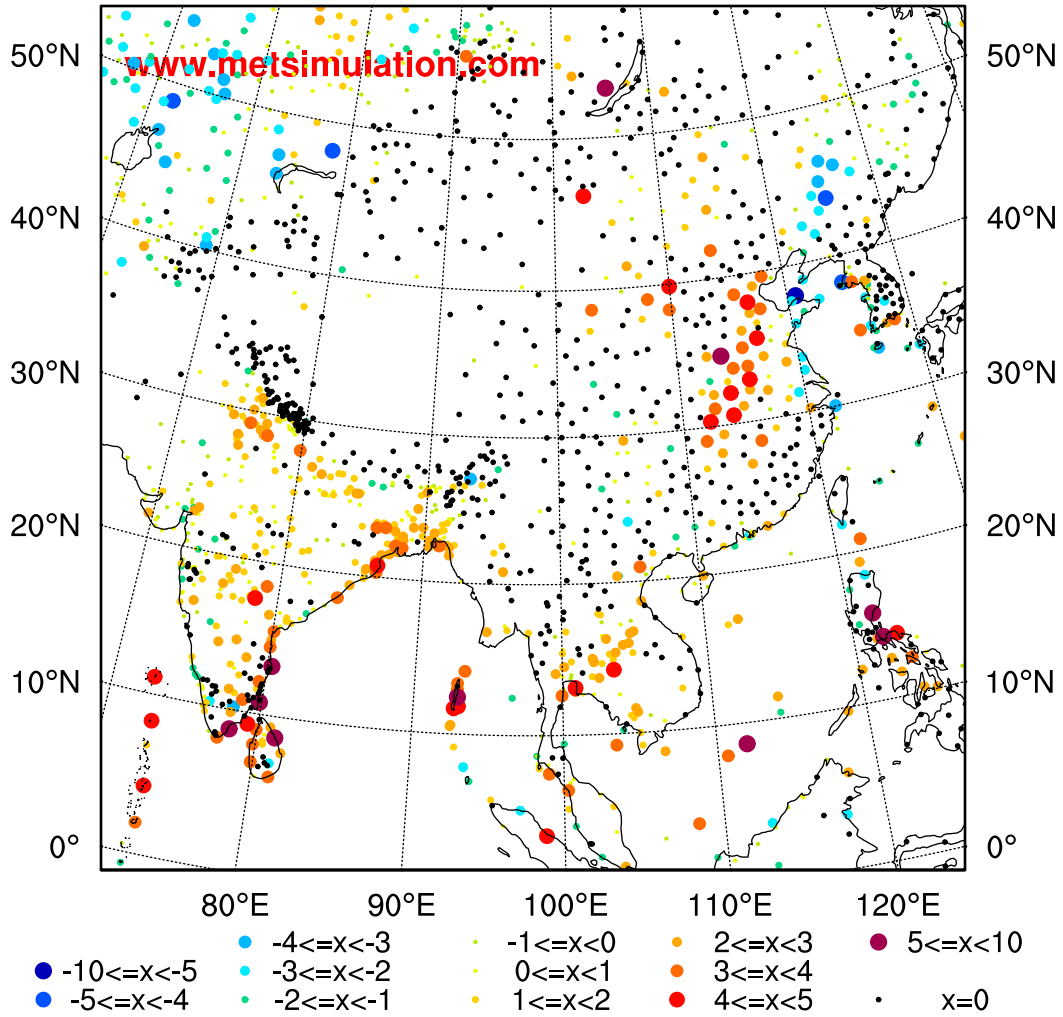 50°N 50°N
www.metsimulation.com
40°N 40°N
30°N 30°N
20°N 20°N
10°N 10°N
0° 0°
80°E 90°E 100°E 110°E 120°E
-4<=x<-3 -1<=x<0 2<=x<3 5<=x<10
-10<=x<-5 -3<=x<-2 0<=x<1 3<=x<4
-5<=x<-4 -2<=x<-1 1<=x<2 4<=x<5 x=0